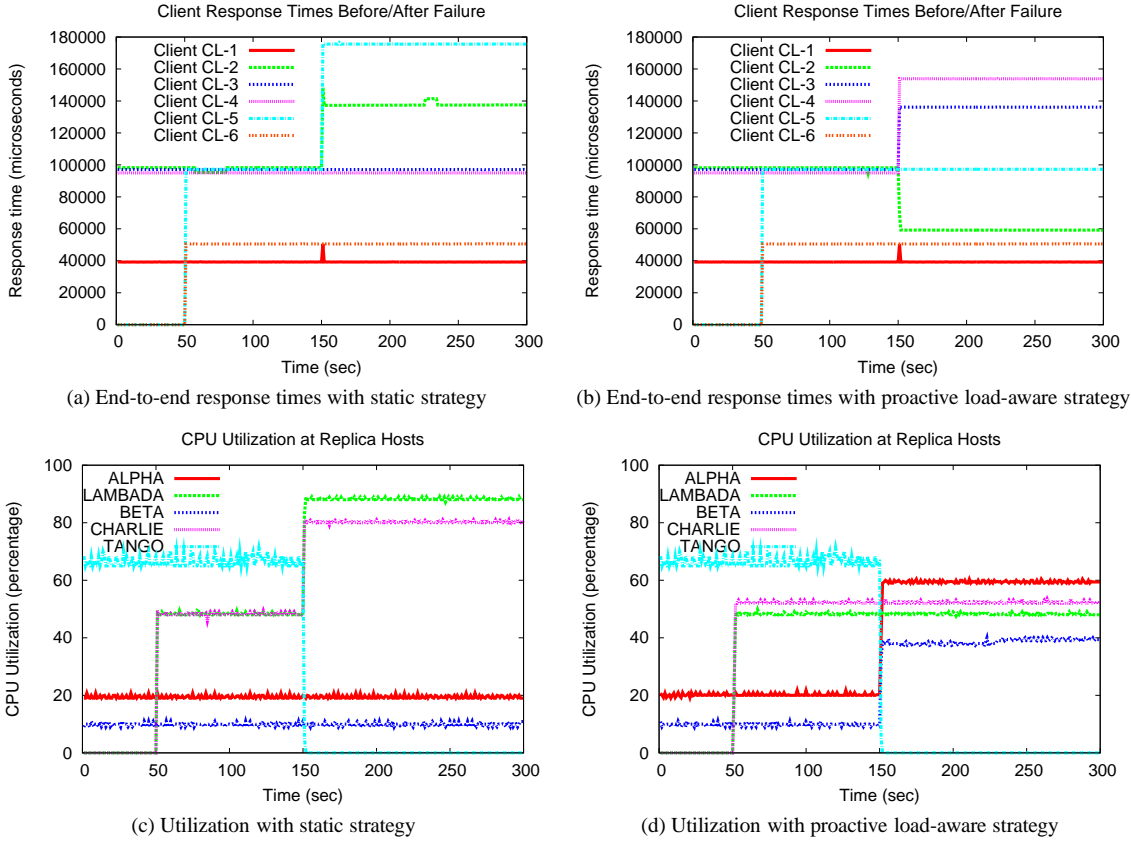 Client Response Times Before/After Failure
Response time (microseconds)
180000
160000
140000
120000
100000
80000
60000
40000
20000
0
Client CL-1
Client CL-2
Client CL-3
Client CL-4
Client CL-5
Client CL-6
0 50 100 150 200 250 300
Time (sec)
(a) End-to-end response times with static strategy
Client Response Times Before/After Failure
Response time (microseconds)
180000
160000
140000
120000
100000
80000
60000
40000
20000
0
Client CL-1
Client CL-2
Client CL-3
Client CL-4
Client CL-5
Client CL-6
0 50 100 150 200 250 300
Time (sec)
(b) End-to-end response times with proactive load-aware strategy
CPU Utilization at Replica Hosts
CPU Utilization (percentage)
100
80
60
40
20
0
ALPHA
LAMBADA
BETA
CHARLIE
TANGO
0 50 100 150 200 250 300
Time (sec)
(c) Utilization with static strategy
CPU Utilization at Replica Hosts
CPU Utilization (percentage)
100
80
60
40
20
0
ALPHA
LAMBADA
BETA
CHARLIE
TANGO
0 50 100 150 200 250 300
Time (sec)
(d) Utilization with proactive load-aware strategy